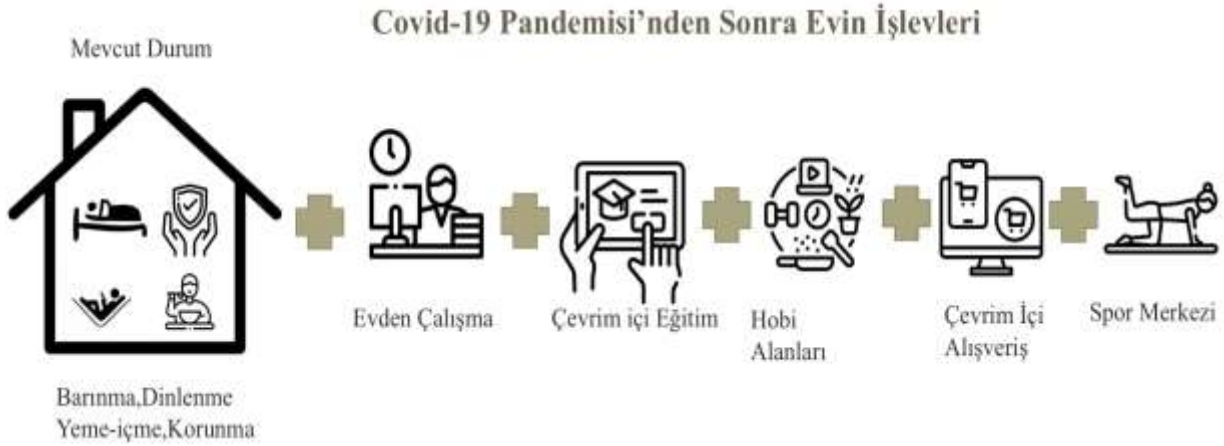 Covid-19 Pandemisi’nden Sonra Evin İşlevleri
Mevcut Durum
Barınma,Dinlenme
Yeme-içme,Korunma
Evden Çalışma
Çevrim içi Eğitim
Hobi
Alanları
Çevrim İçi
Alışveriş
Spor Merkezi